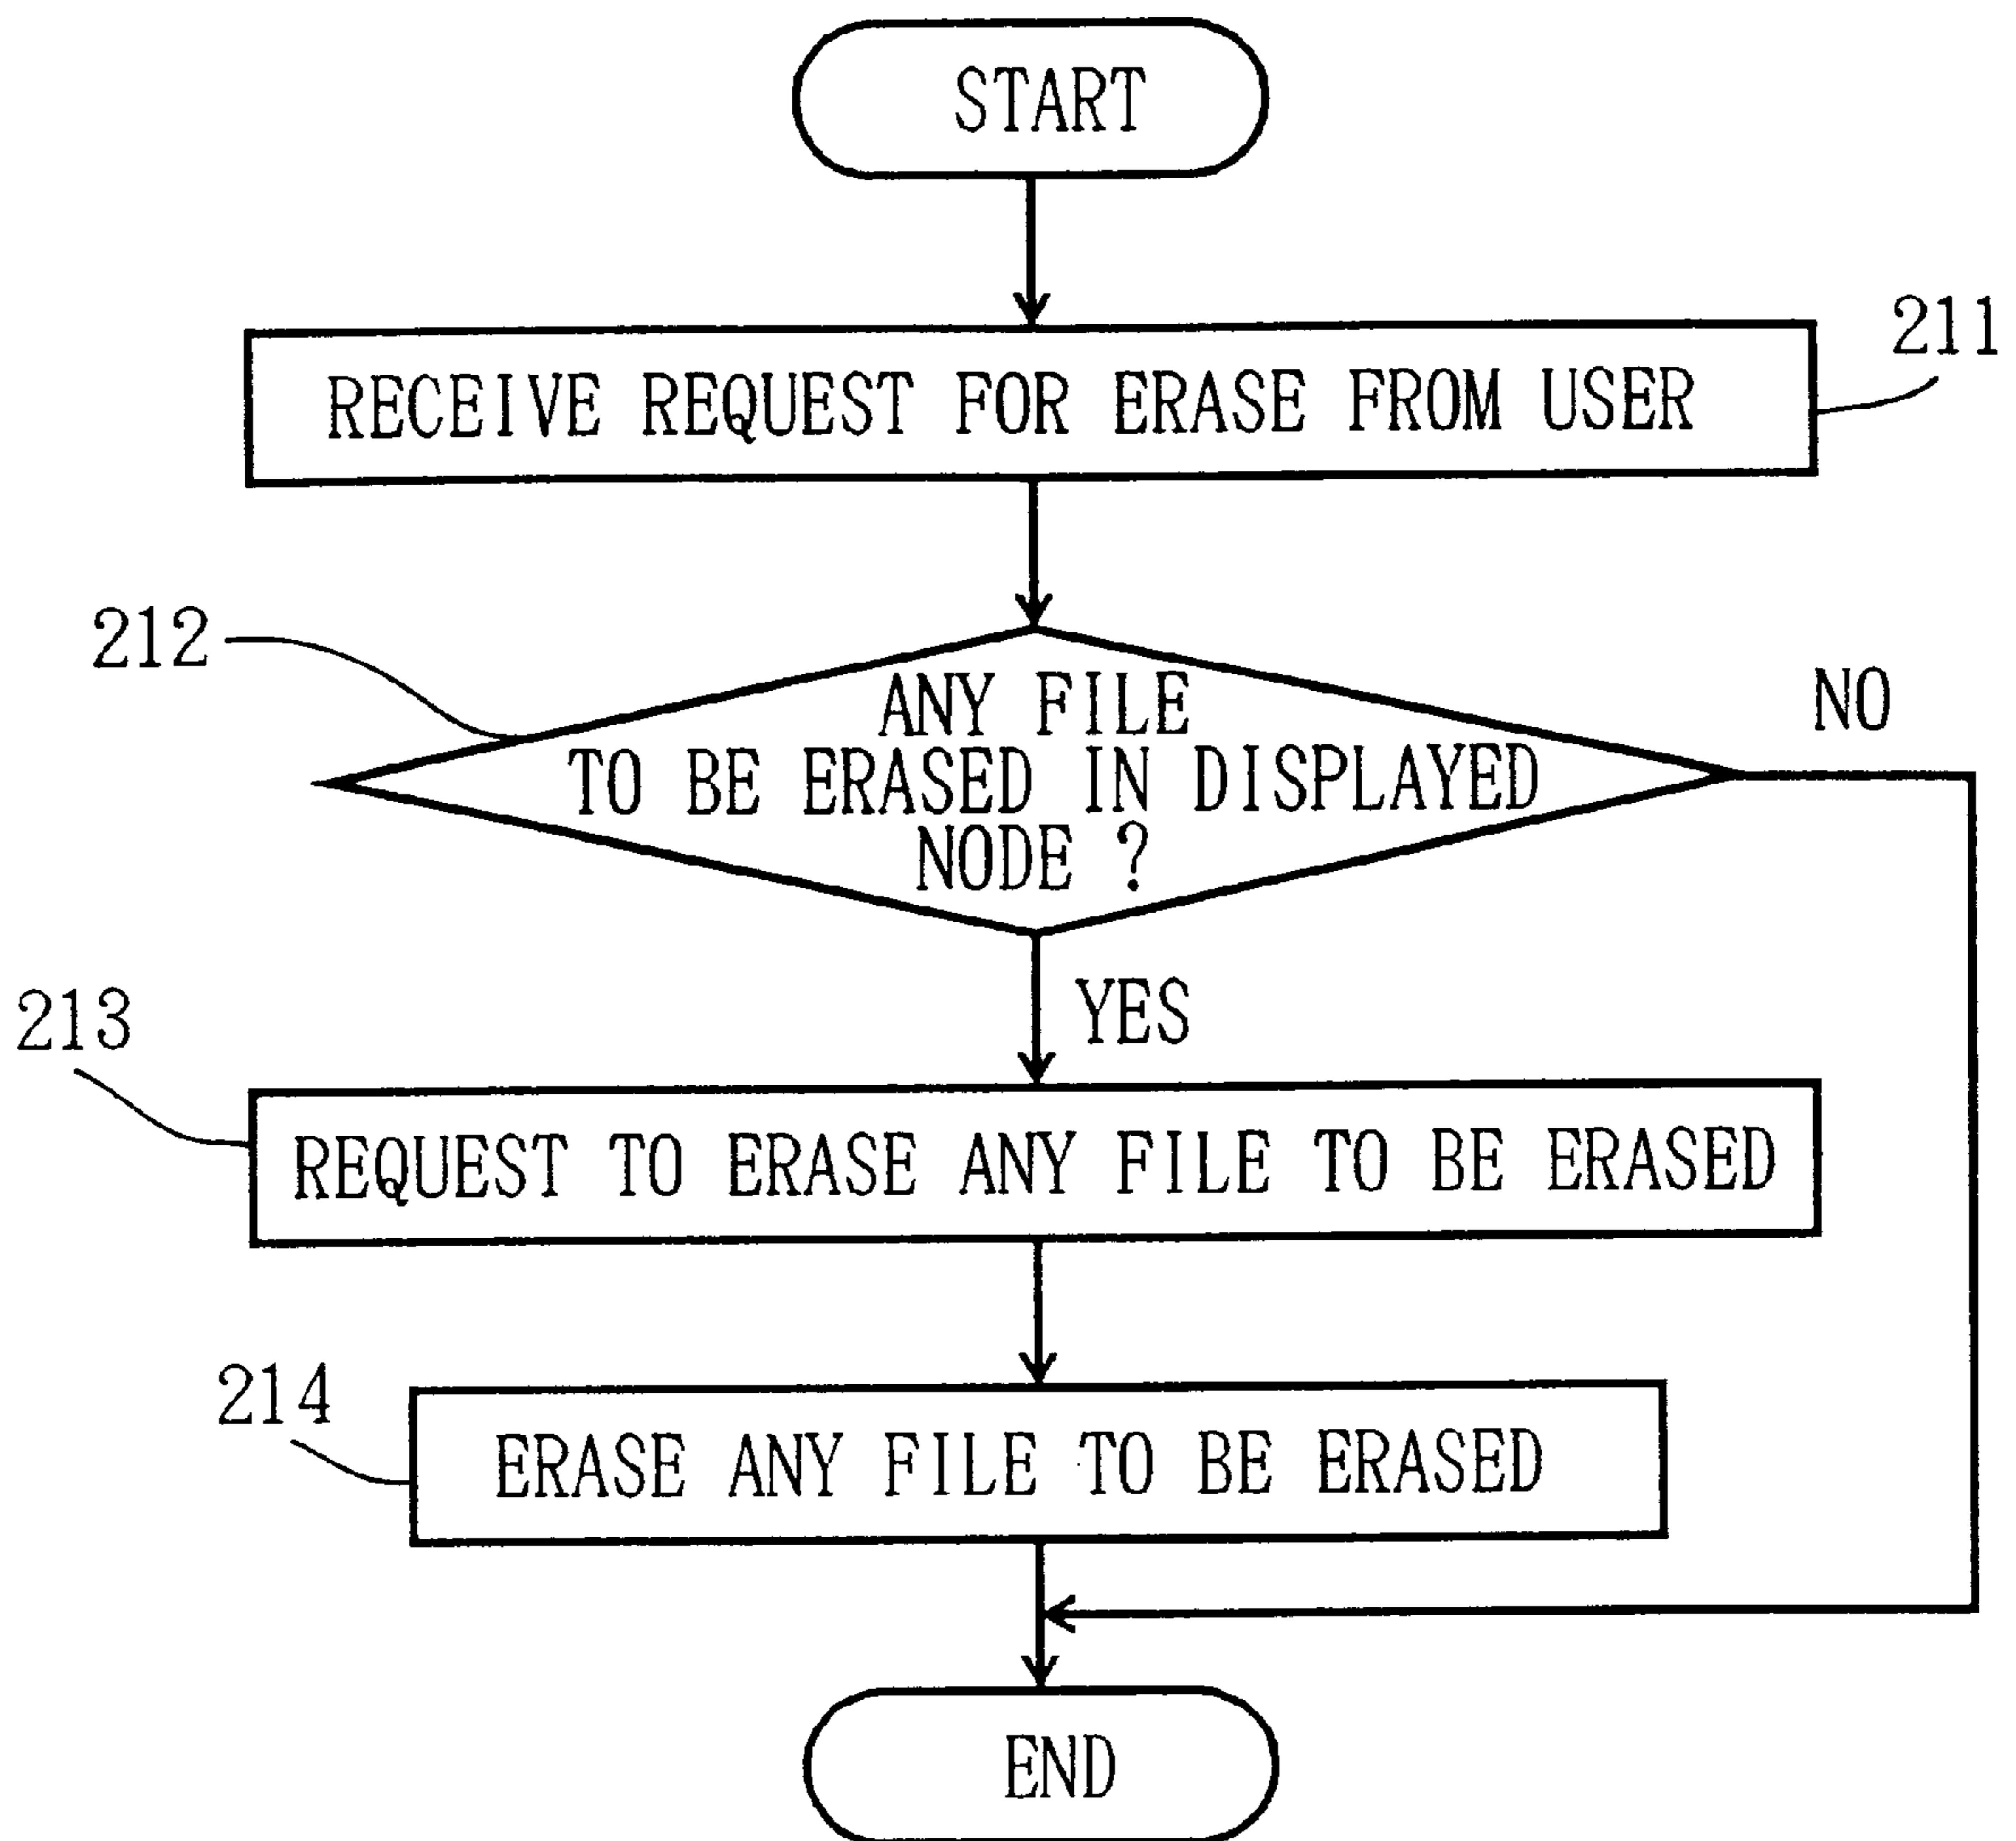 START
211
RECEIVE REQUEST FOR ERASE FROM USER
212
ANY FILE
TO BE ERASED IN DISPLAYED
NODE ?
NO
YES
213
REQUEST TO ERASE ANY FILE TO BE ERASED
214
ERASE ANY FILE TO BE ERASED
END